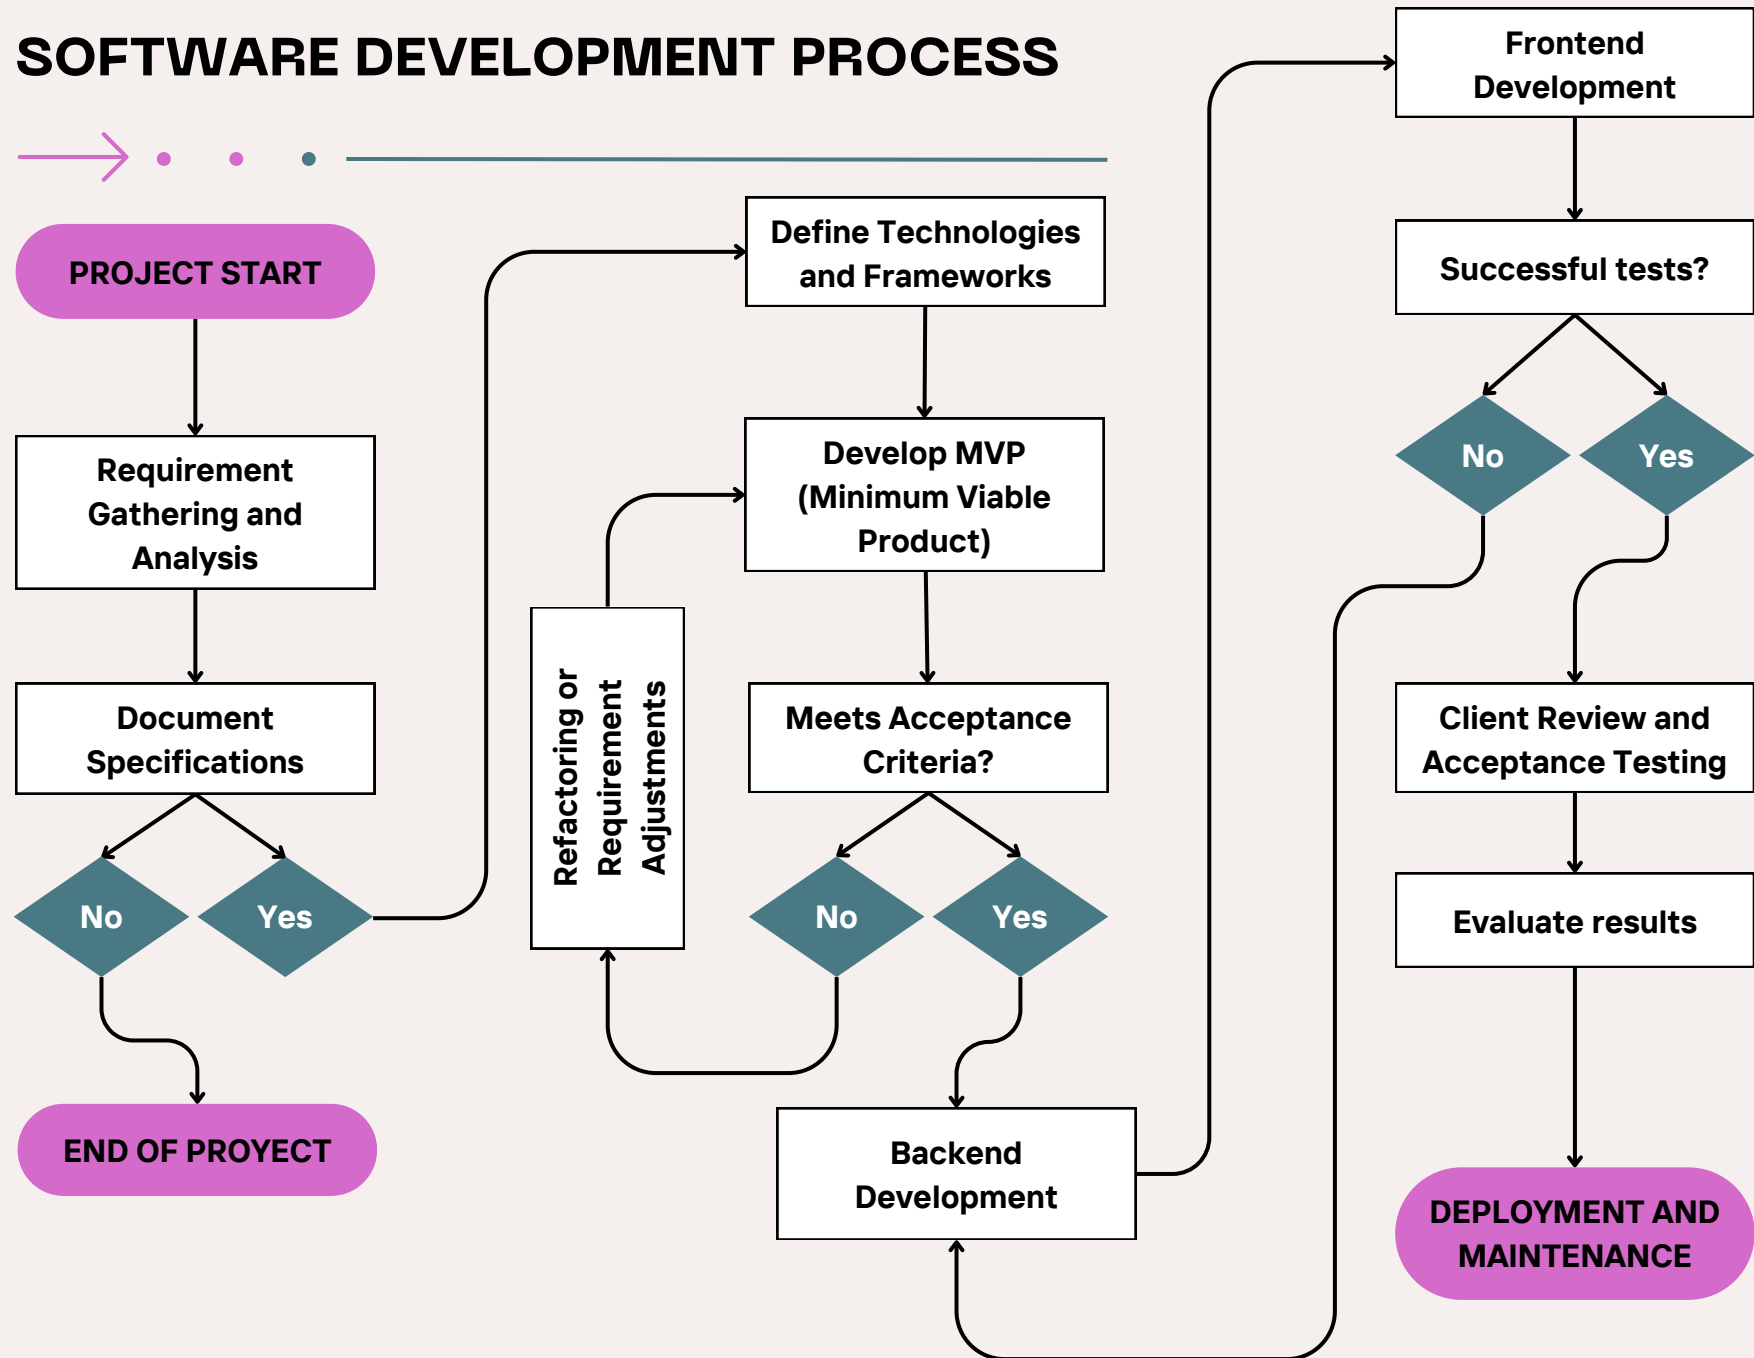 SOFTWARE DEVELOPMENT PROCESS
PROJECT START
Requirement
Gathering and
Analysis
Document
Specifications
No
Yes
END OF PROYECT
Define Technologies
and Frameworks
Develop MVP
(Minimum Viable
Product)
Refactoring or
Requirement
Adjustments
Meets Acceptance
Criteria?
No
Yes
Backend
Development
Frontend
Development
Successful tests?
No
Yes
Client Review and
Acceptance Testing
Evaluate results
DEPLOYMENT AND
MAINTENANCE